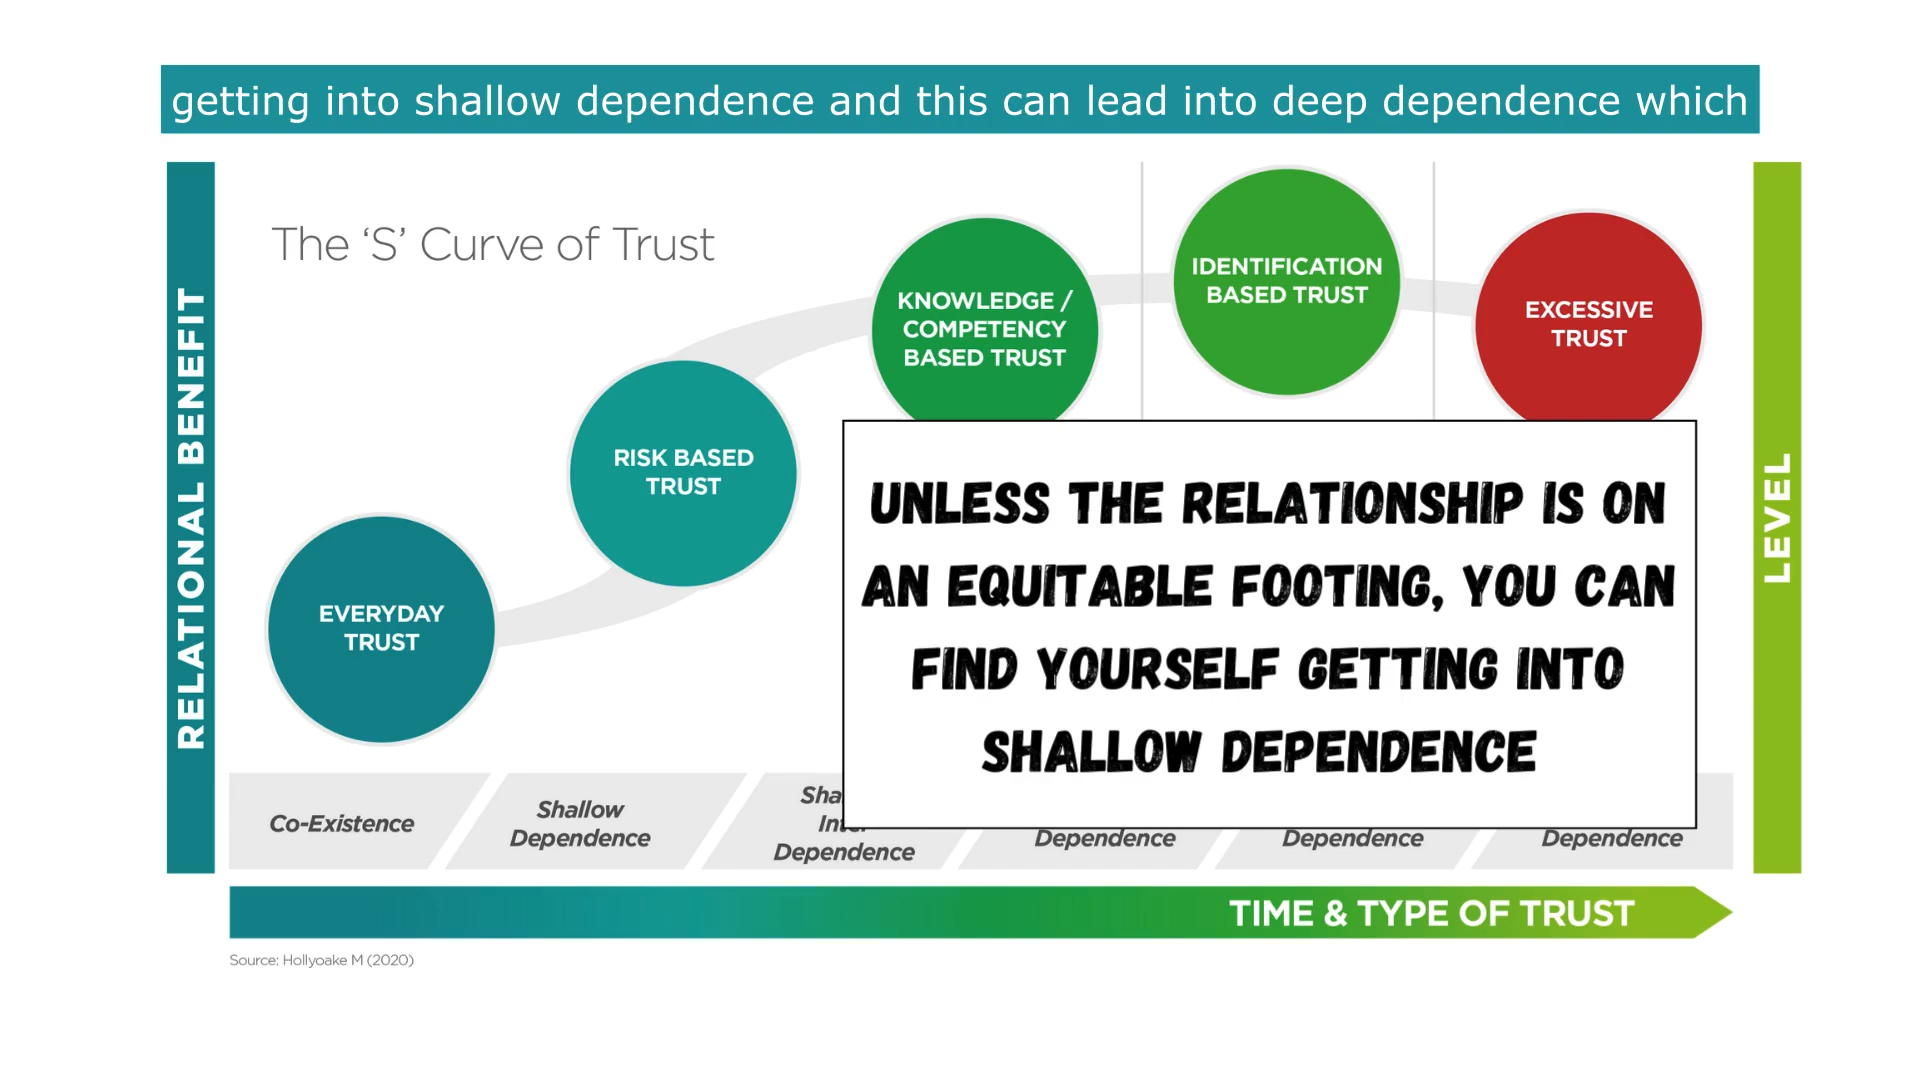 getting into shallow dependence and this can lead into deep dependence which
The ‘S’ Curve of Trust
RELATIONAL BENEFIT
LEVEL
KNOWLEDGE /
COMPETENCY
BASED TRUST
IDENTIFICATION
BASED TRUST
EXCESSIVE
TRUST
RISK BASED
TRUST
EVERYDAY
TRUST
UNLESS THE RELATIONSHIP IS ON
AN EQUITABLE FOOTING, YOU CAN
FIND YOURSELF GETTING INTO
SHALLOW DEPENDENCE
Co-Existence
Shallow
Dependence
Dependence
Dependence
Dependence
Dependence
TIME & TYPE OF TRUST
Source: Hollyoake M (2020)